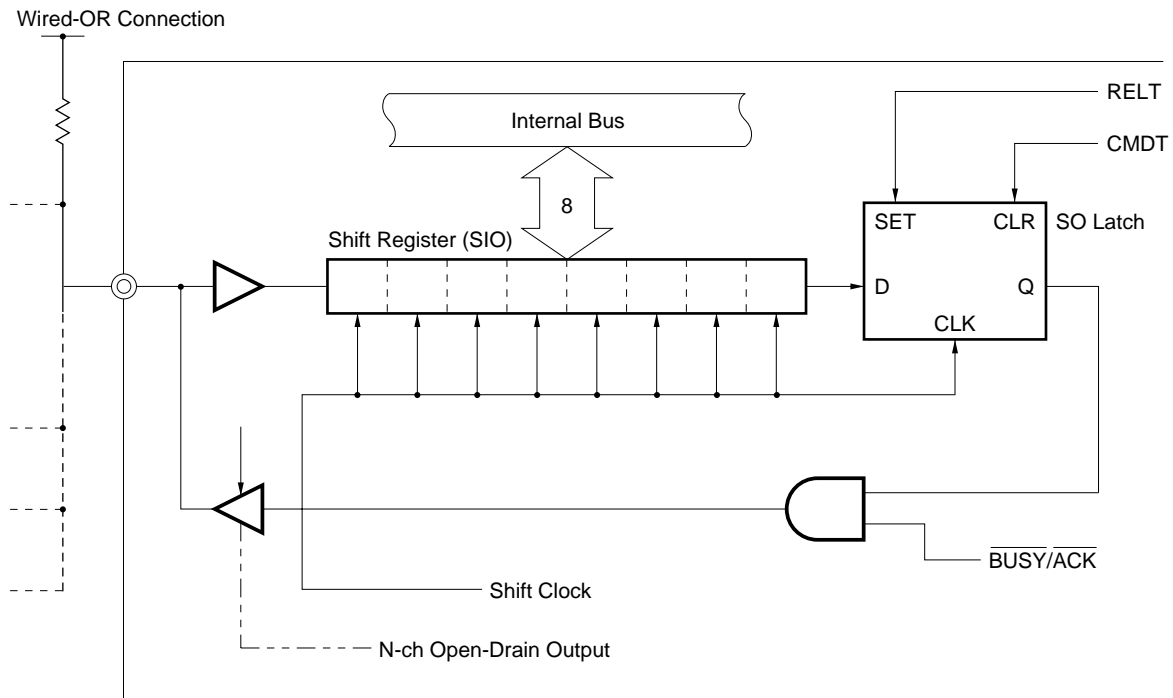 Wired-OR Connection
RELT
Internal Bus
CMDT
8
SET
CLR
SO Latch
Shift Register (SIO)
D
Q
CLK
BUSY/ACK
Shift Clock
N-ch Open-Drain Output